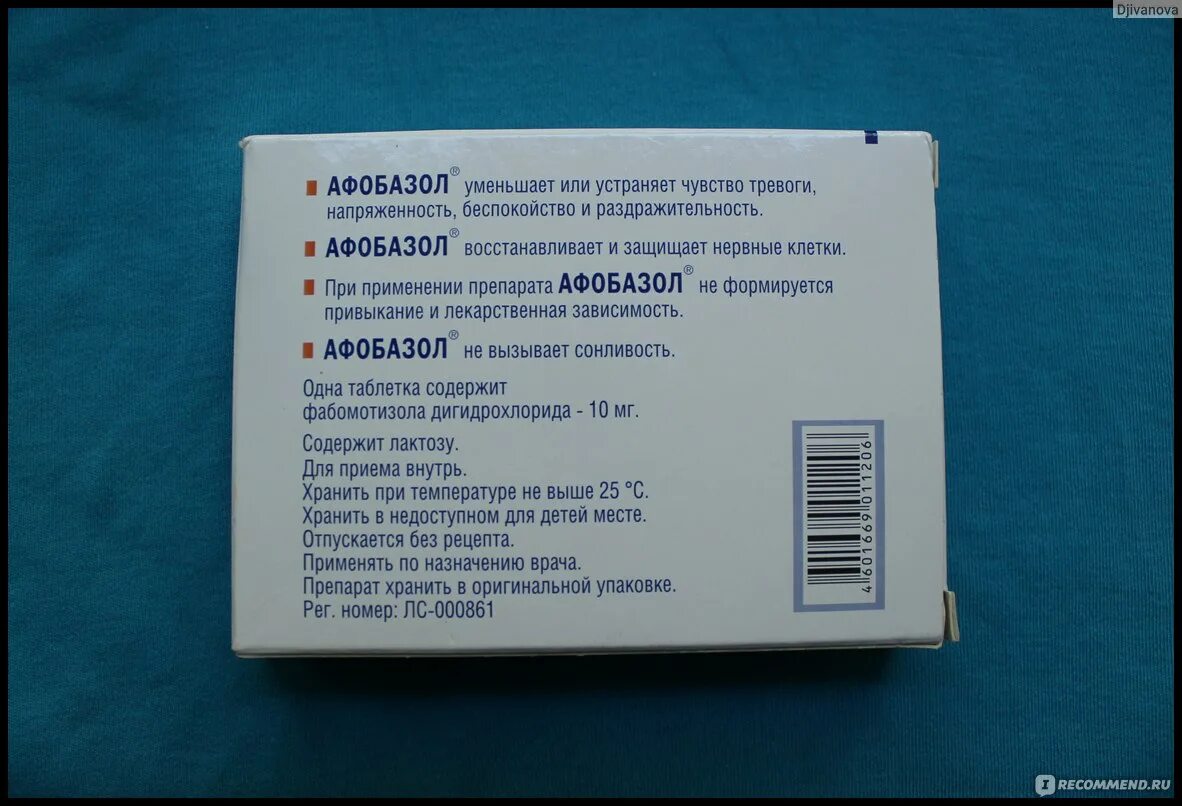 Djivanova
АФОБАЗОЛ® уменьшает или устраняет чувство тревоги,
напряженность, беспокойство и раздражительность.
АФОБАЗОЛ® восстанавливает и защищает нервные клетки.
При применении препарата АФОБАЗОЛ® не формируется
привыкание и лекарственная зависимость.
АФОБАЗОЛ® не вызывает сонливость.
Одна таблетка содержит
фабомотизола дигидрохлорида - 10 мг.
Содержит лактозу.
Для приема внутрь.
Хранить при температуре не выше 25 °С.
Хранить в недоступном для детей месте.
Отпускается без рецепта.
Применять по назначению врача.
Препарат хранить в оригинальной упаковке.
Рег. номер: ЛС-000861
4 601669 011206
I RECOMMEND.RU